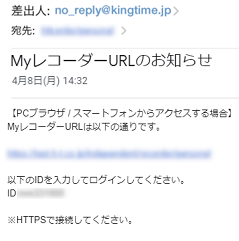 差出人: no_reply@kingtime.jp
宛先:
MyレコーダーURLのお知らせ
4月8日(月) 14:32
【PCブラウザ / スマートフォンからアクセスする場合】
MyレコーダーURLは以下の通りです。
以下のIDを入力してログインしてください。
ID
※HTTPSで接続してください。